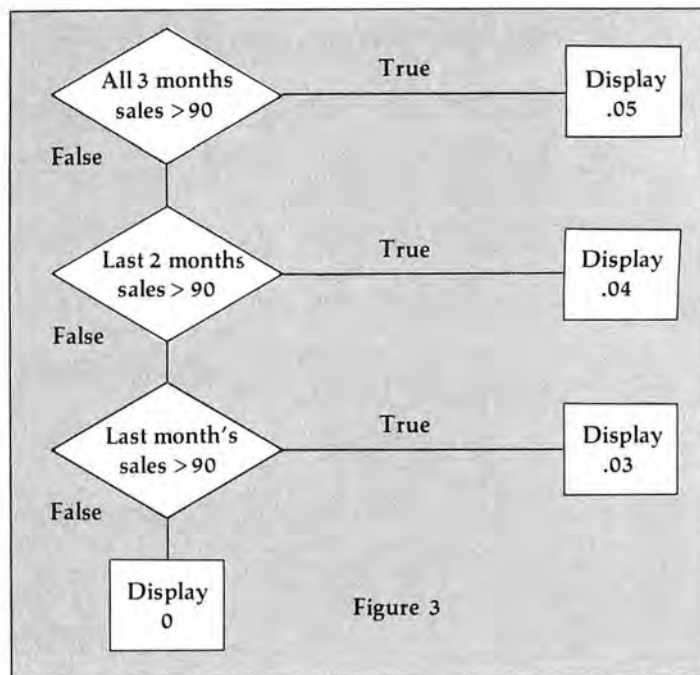 All 3 months
sales > 90
True
Display
.05
False
Last 2 months
sales > 90
True
Display
.04
False
Last month's
sales > 90
True
Display
.03
False
Display
0
Figure 3